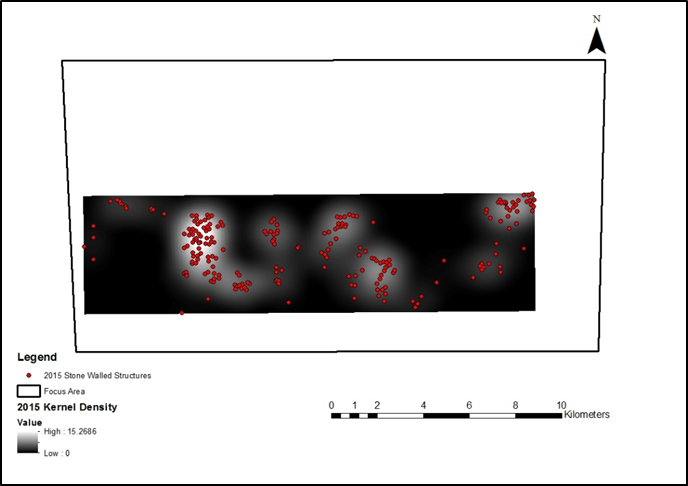 N
Legend
2015 Stone Walled Structures
Focus Area
2015 Kernel Density
Value
High : 15.2686
Low : 0
0 1 2 4 6 8 10
Kilometers